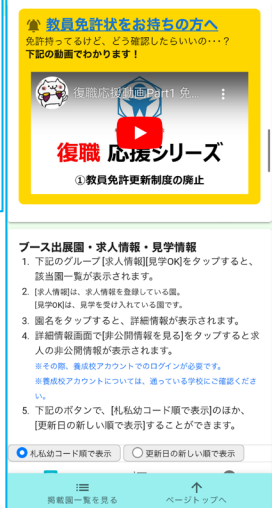 教員免許状をお持ちの方へ
免許持ってるけど、どう確認したらいいの・・・？
下記の動画でわかります！
復職応援動画Part1 免...
復職 応援シリーズ
①教員免許更新制度の廃止
ブース出展園・求人情報・見学情報
1. 下記のグループ[求人情報][見学OK]をタップすると、
該当園一覧が表示されます。
2. [求人情報]は、求人情報を登録している園。
[見学OK]は、見学を受け入れている園です。
3. 園名をタップすると、詳細情報が表示されます。
4. 詳細情報画面で[非公開情報を見る]をタップすると求
人の非公開情報が表示されます。
※その際、養成校アカウントでのログインが必要です。
※養成校アカウントについては、通っている学校にご確認くださ
い。
5. 下記のボタンで、[札私幼コード順で表示]のほか、
[更新日の新しい順で表示]することができます。
札私幼コード順で表示 更新日の新しい順で表示
掲載園一覧を見る ページトップへ